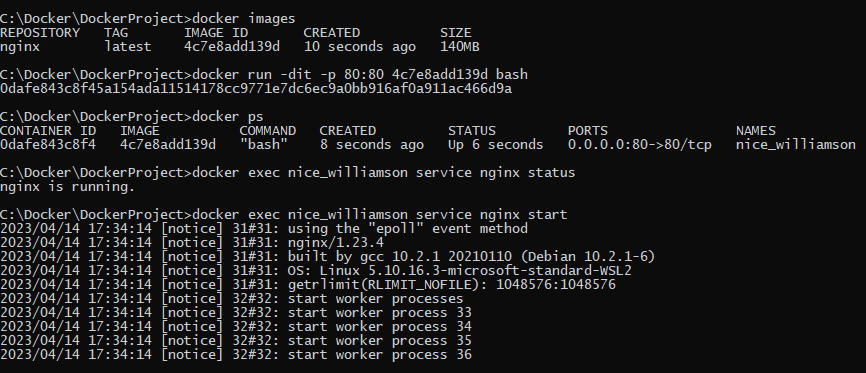 C:\Docker\DockerProject>docker images
REPOSITORY TAG IMAGE ID CREATED SIZE
nginx latest 4c7e8add139d 10 seconds ago 140MB
C:\Docker\DockerProject>docker run -dit -p 80:80 4c7e8add139d bash
0dafe843c8f45a154ada11514178cc9771e7dc6ec9a0bb916af0a911ac466d9a
C:\Docker\DockerProject>docker ps
CONTAINER ID IMAGE COMMAND CREATED STATUS PORTS NAMES
0dafe843c8f4 4c7e8add139d "bash" 8 seconds ago Up 6 seconds 0.0.0.0:80->80/tcp nice_williamson
C:\Docker\DockerProject>docker exec nice_williamson service nginx status
nginx is running.
C:\Docker\DockerProject>docker exec nice_williamson service nginx start
2023/04/14 17:34:14 [notice] 31#31: using the "epoll" event method
2023/04/14 17:34:14 [notice] 31#31: nginx/1.23.4
2023/04/14 17:34:14 [notice] 31#31: built by gcc 10.2.1 20210110 (Debian 10.2.1-6)
2023/04/14 17:34:14 [notice] 31#31: OS: Linux 5.10.16.3-microsoft-standard-WSL2
2023/04/14 17:34:14 [notice] 31#31: getrlimit(RLIMIT_NOFILE): 1048576:1048576
2023/04/14 17:34:14 [notice] 32#32: start worker processes
2023/04/14 17:34:14 [notice] 32#32: start worker process 33
2023/04/14 17:34:14 [notice] 32#32: start worker process 34
2023/04/14 17:34:14 [notice] 32#32: start worker process 35
2023/04/14 17:34:14 [notice] 32#32: start worker process 36